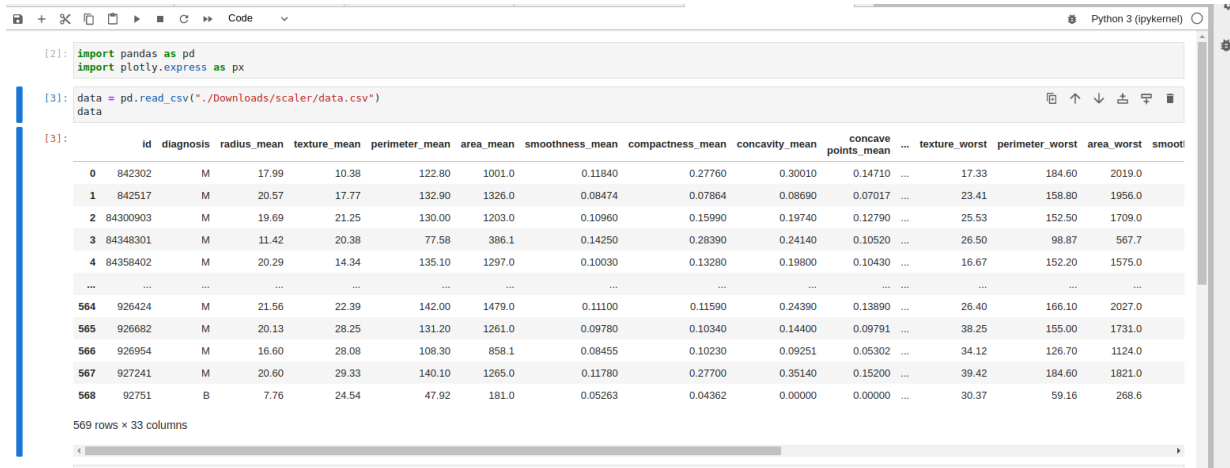 Code Python 3 (ipykernel)
[2]: import pandas as pd
import plotly.express as px
[3]: data = pd.read_csv("./Downloads/scaler/data.csv")
data
[3]:
id diagnosis radius_mean texture_mean perimeter_mean area_mean smoothness_mean compactness_mean concavity_mean concave points_mean ... texture_worst perimeter_worst area_worst smootl
0 842302 M 17.99 10.38 122.80 1001.0 0.11840 0.27760 0.30010 0.14710 ... 17.33 184.60 2019.0
1 842517 M 20.57 17.77 132.90 1326.0 0.08474 0.07864 0.08690 0.07017 ... 23.41 158.80 1956.0
2 84300903 M 19.69 21.25 130.00 1203.0 0.10960 0.15990 0.19740 0.12790 ... 25.53 152.50 1709.0
3 84348301 M 11.42 20.38 77.58 386.1 0.14250 0.28390 0.24140 0.10520 ... 26.50 98.87 567.7
4 84358402 M 20.29 14.34 135.10 1297.0 0.10030 0.13280 0.19800 0.10430 ... 16.67 152.20 1575.0
... ... ... ... ... ... ... ... ... ... ... ... ... ... ...
564 926424 M 21.56 22.39 142.00 1479.0 0.11100 0.11590 0.24390 0.13890 ... 26.40 166.10 2027.0
565 926682 M 20.13 28.25 131.20 1261.0 0.09780 0.10340 0.14400 0.09791 ... 38.25 155.00 1731.0
566 926954 M 16.60 28.08 108.30 858.1 0.08455 0.10230 0.09251 0.05302 ... 34.12 126.70 1124.0
567 927241 M 20.60 29.33 140.10 1265.0 0.11780 0.27700 0.35140 0.15200 ... 39.42 184.60 1821.0
568 92751 B 7.76 24.54 47.92 181.0 0.05263 0.04362 0.00000 0.00000 ... 30.37 59.16 268.6
569 rows × 33 columns